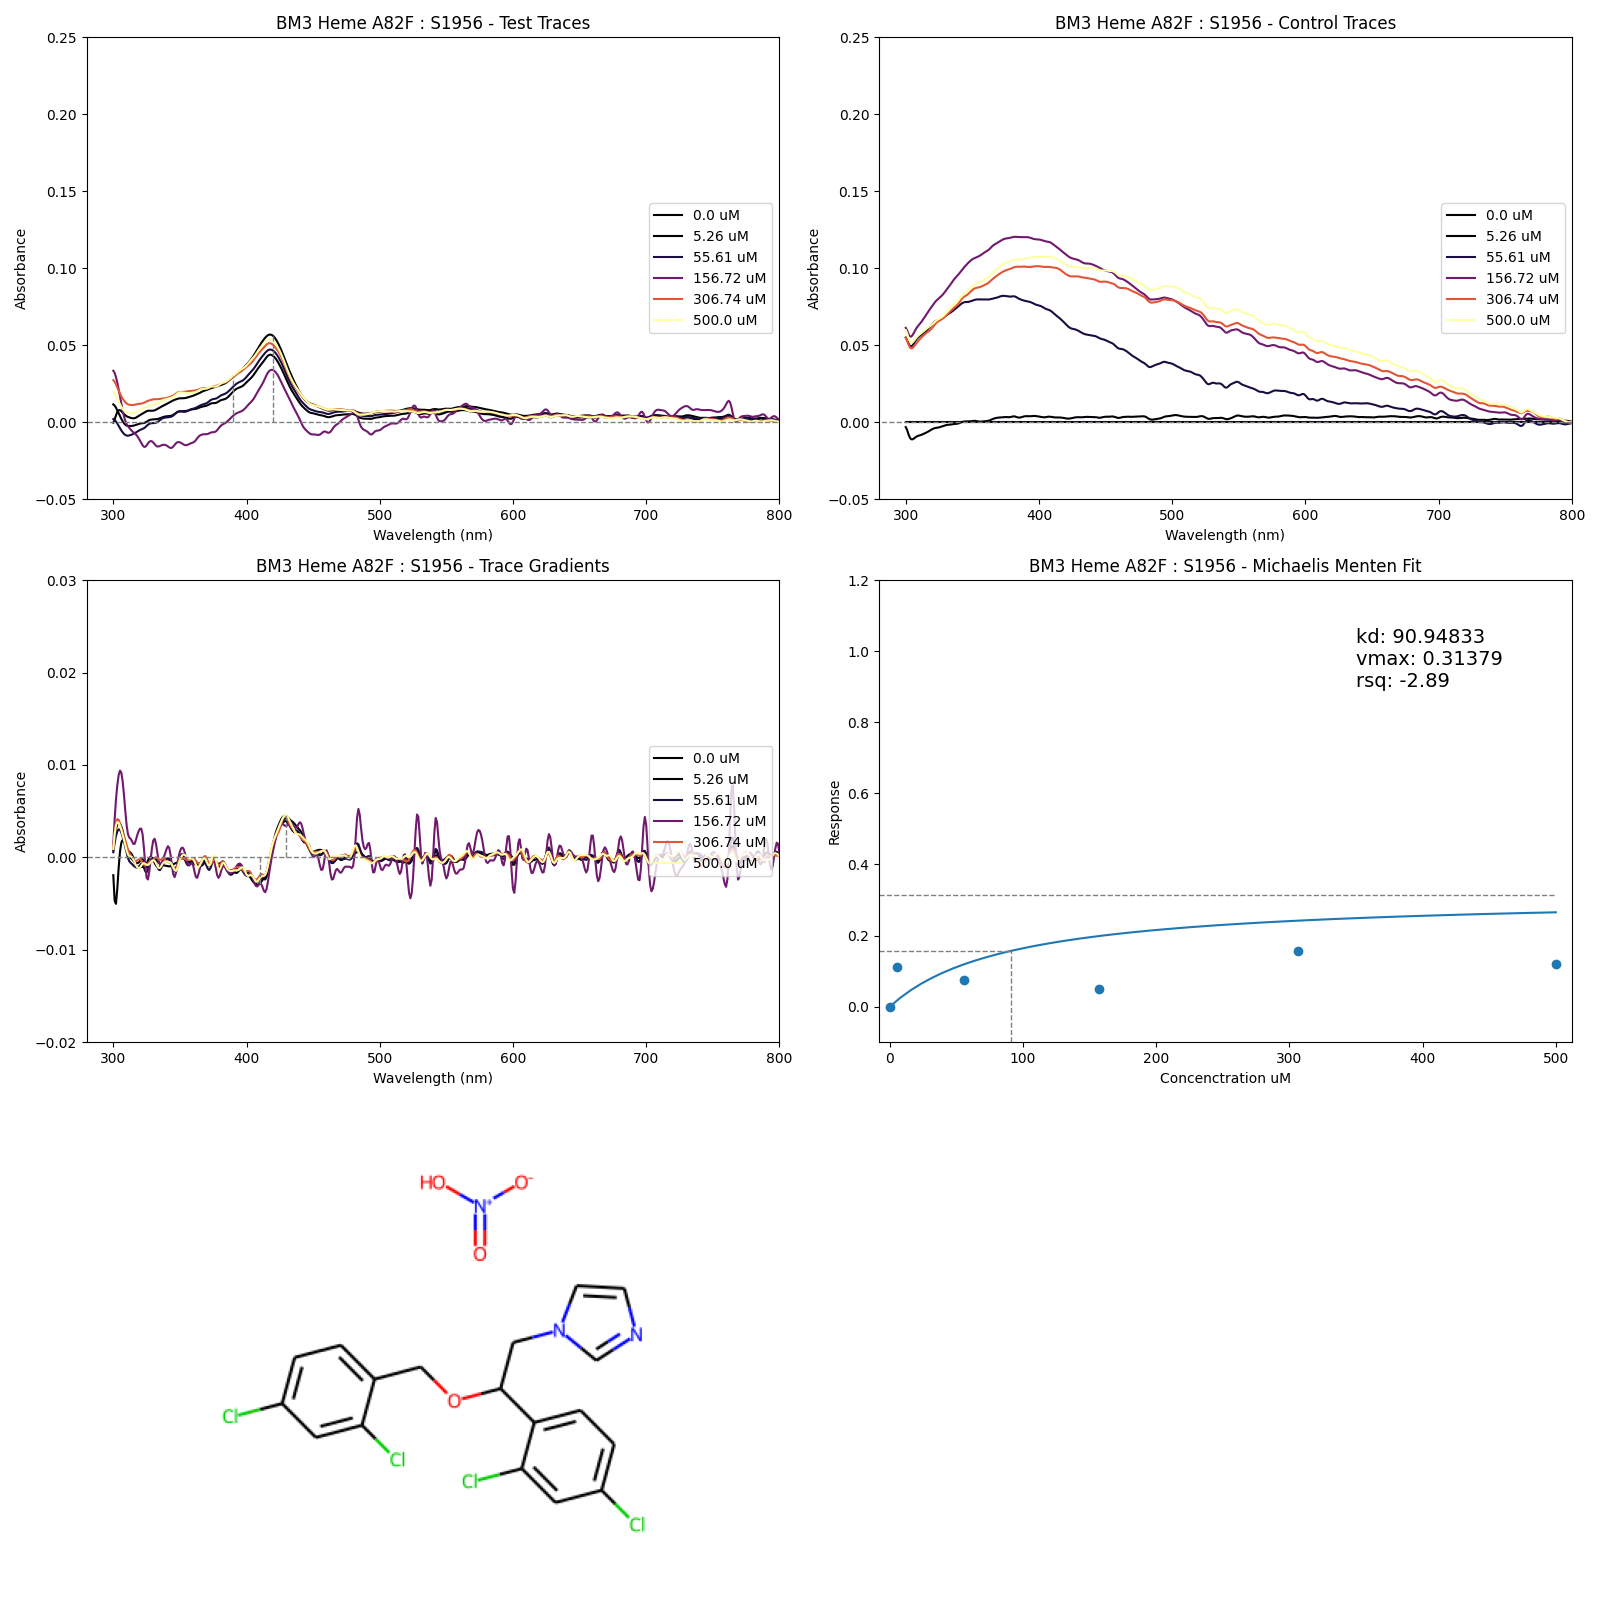 BM3 Heme A82F : S1956 - Test Traces
0.25
0.20
0.15
0.10
0.05
0.00
−0.05
Absorbance
300
400
500
600
700
800
Wavelength (nm)
0.0 uM
5.26 uM
55.61 uM
156.72 uM
306.74 uM
500.0 uM
BM3 Heme A82F : S1956 - Control Traces
0.25
0.20
0.15
0.10
0.05
0.00
−0.05
Absorbance
300
400
500
600
700
800
Wavelength (nm)
0.0 uM
5.26 uM
55.61 uM
156.72 uM
306.74 uM
500.0 uM
BM3 Heme A82F : S1956 - Trace Gradients
0.03
0.02
0.01
0.00
−0.01
−0.02
Absorbance
300
400
500
600
700
800
Wavelength (nm)
0.0 uM
5.26 uM
55.61 uM
156.72 uM
306.74 uM
500.0 uM
BM3 Heme A82F : S1956 - Michaelis Menten Fit
1.2
1.0
0.8
0.6
0.4
0.2
0.0
Response
kd: 90.94833
vmax: 0.31379
rsq: -2.89
0
100
200
300
400
500
Concenctration uM
HO
N+
O−
O
N
N
O
Cl
Cl
Cl
Cl